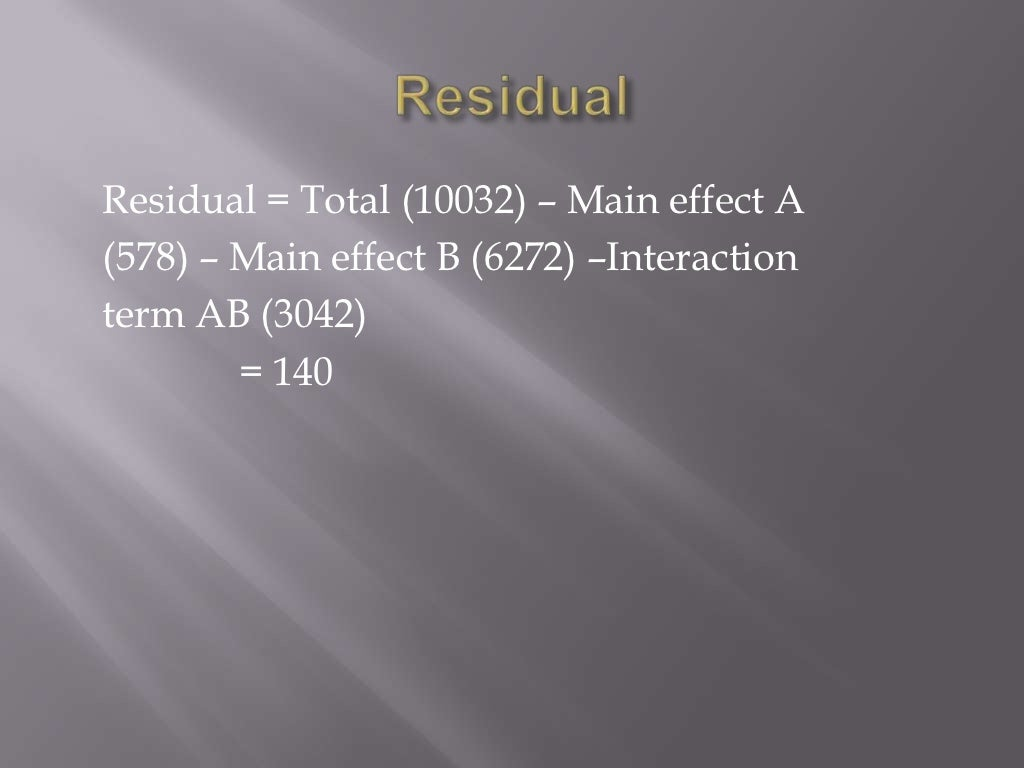 Residual
Residual = Total (10032) – Main effect A
(578) – Main effect B (6272) –Interaction
term AB (3042)
= 140